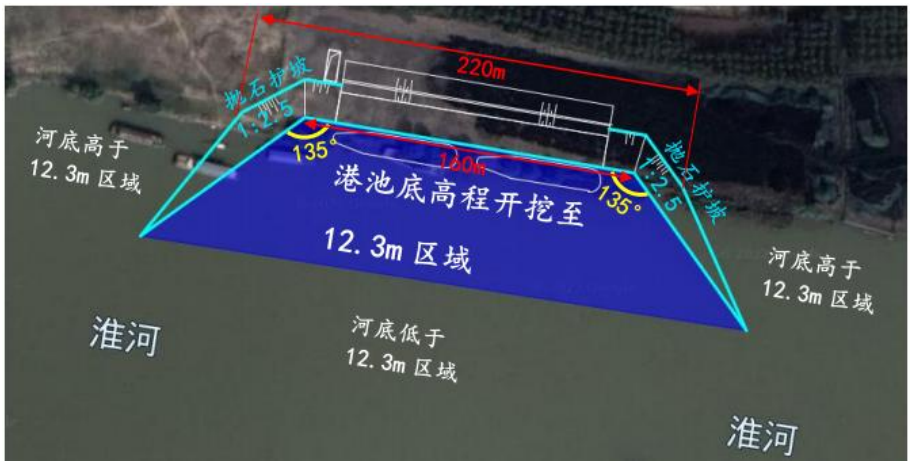 220m
抛石护坡
1:2.5
河底高于
12.3m 区域
135°
160m
135°
抛石护坡
1:2.5
港池底高程开挖至
12.3m 区域
河底高于
12.3m 区域
河底低于
12.3m 区域
淮河
淮河